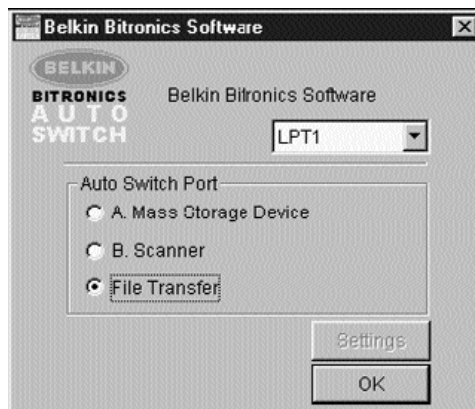 Belkin Bitronics Software
BELKIN
BITRONICS
AUTO
SWITCH
Belkin Bitronics Software
LPT1
Auto Switch Port
A. Mass Storage Device
B. Scanner
File Transfer
Settings
OK